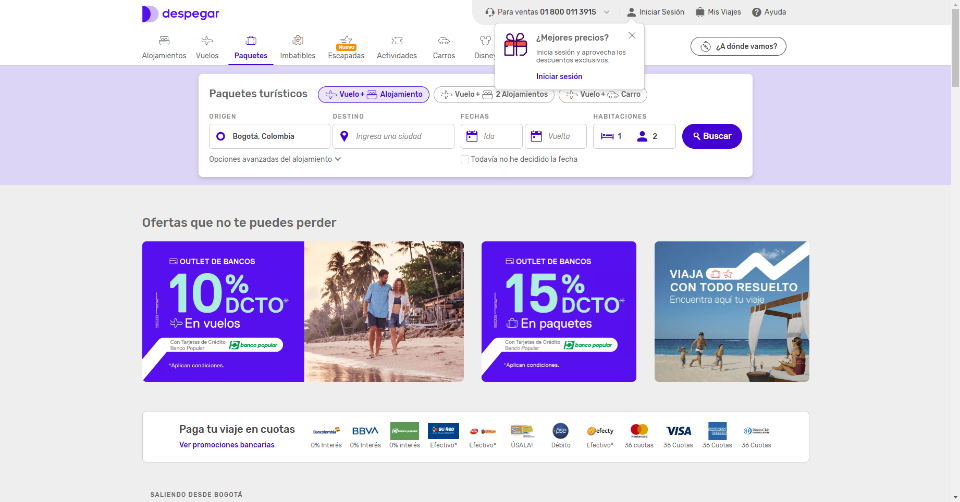 despegar
Para ventas 01 800 011 3915
Iniciar Sesión
Mis Viajes
Ayuda
Alojamientos
Vuelos
Paquetes
Imbatibles
Nuevo
Escapadas
Actividades
Carros
Disney
¿Mejores precios?
Inicia sesión y aprovecha los
descuentos exclusivos.
Iniciar sesión
¿A dónde vamos?
Paquetes turísticos
Vuelo + Alojamiento
Vuelo + 2 Alojamientos
Vuelo + Carro
ORIGEN
DESTINO
FECHAS
HABITACIONES
Bogotá, Colombia
Ingresa una ciudad
Ida
Vuelta
1
2
Buscar
Opciones avanzadas del alojamiento
Todavía no he decidido la fecha
Ofertas que no te puedes perder
OUTLET DE BANCOS
10% DCTO*
En vuelos
Con Tarjetas de Crédito
Banco Popular
banco popular
*Aplican condiciones.
OUTLET DE BANCOS
15% DCTO*
En paquetes
Con Tarjetas de Crédito
Banco Popular
banco popular
*Aplican condiciones.
VIAJA
CON TODO RESUELTO
Encuentra aquí tu viaje
Paga tu viaje en cuotas
Ver promociones bancarias
Bancolombia
BBVA
efecty
mastercard
VISA
0% Interés
0% Interés
0% interés
Efectivo*
Efectivo*
ÚSALA!
Débito
Efectivo*
36 cuotas
36 Cuotas
36 Cuotas
36 Cuotas
SALIENDO DESDE BOGOTÁ